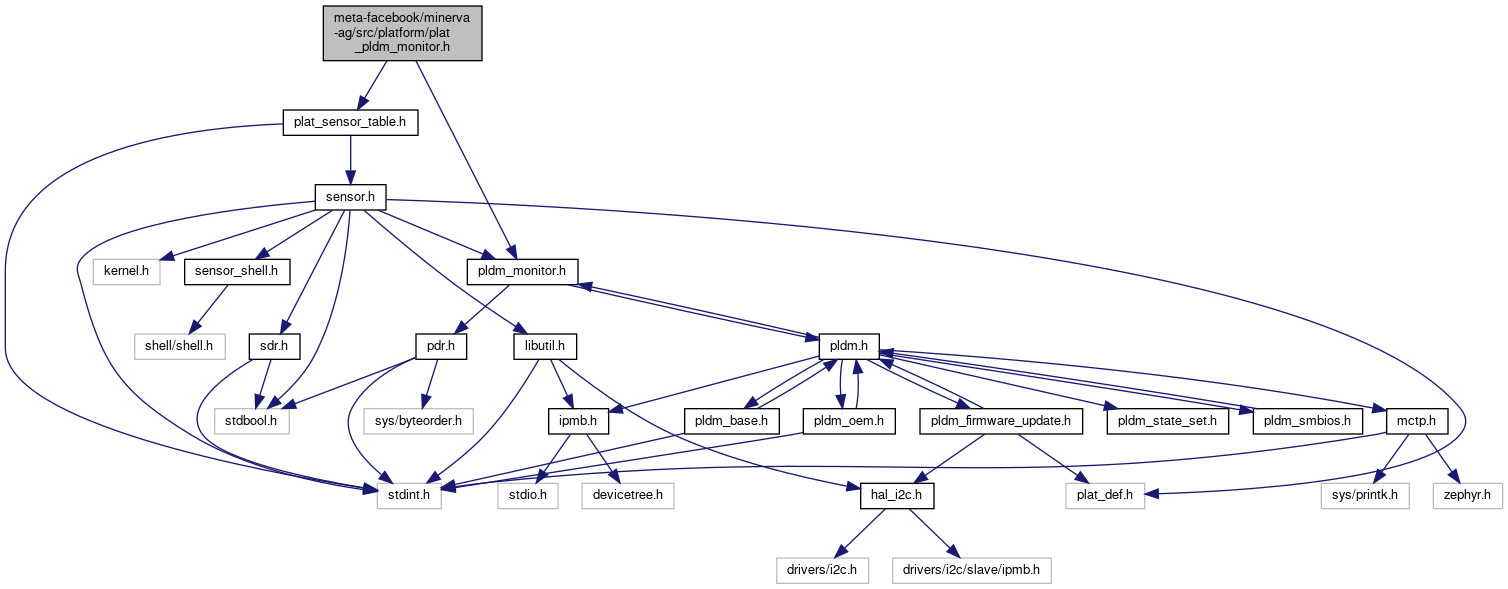 meta-facebook/minerva
-ag/src/platform/plat
_pldm_monitor.h
plat_sensor_table.h
sensor.h
kernel.h
sensor_shell.h
pldm_monitor.h
shell/shell.h
sdr.h
pdr.h
libutil.h
pldm.h
stdbool.h
sys/byteorder.h
ipmb.h
pldm_base.h
pldm_oem.h
pldm_firmware_update.h
pldm_state_set.h
pldm_smbios.h
mctp.h
stdint.h
stdio.h
devicetree.h
hal_i2c.h
plat_def.h
sys/printk.h
zephyr.h
drivers/i2c.h
drivers/i2c/slave/ipmb.h